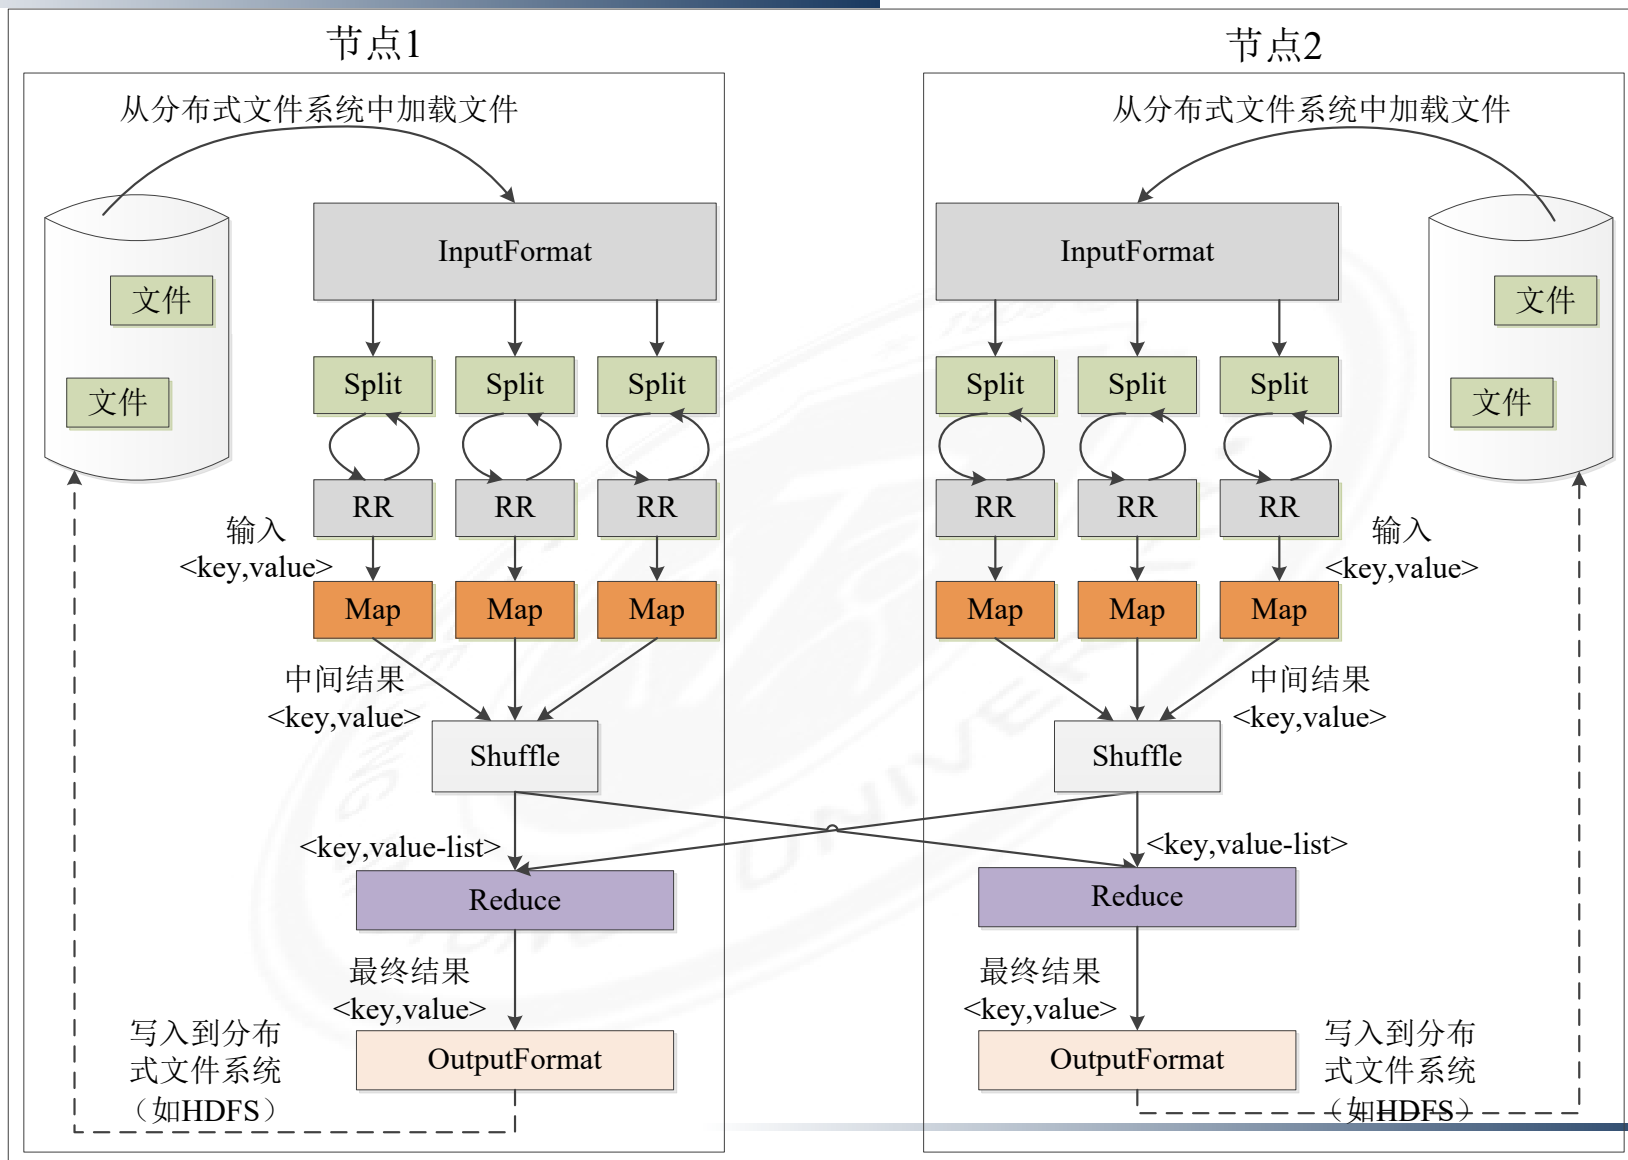 节点1
从分布式文件系统中加载文件
InputFormat
文件
文件
Split Split Split
RR RR RR
输入
<key,value>
Map Map Map
中间结果
<key,value>
Shuffle
<key,value-list>
Reduce
最终结果
<key,value>
写入到分布
式文件系统
（如HDFS）
OutputFormat
节点2
从分布式文件系统中加载文件
InputFormat
文件
文件
Split Split Split
RR RR RR
输入
<key,value>
Map Map Map
中间结果
<key,value>
Shuffle
<key,value-list>
Reduce
最终结果
<key,value>
OutputFormat
写入到分布
式文件系统
（如HDFS）